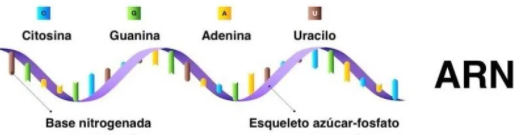 C G A U
Citosina Guanina Adenina Uracilo
ARN
Base nitrogenada Esqueleto azúcar-fosfato